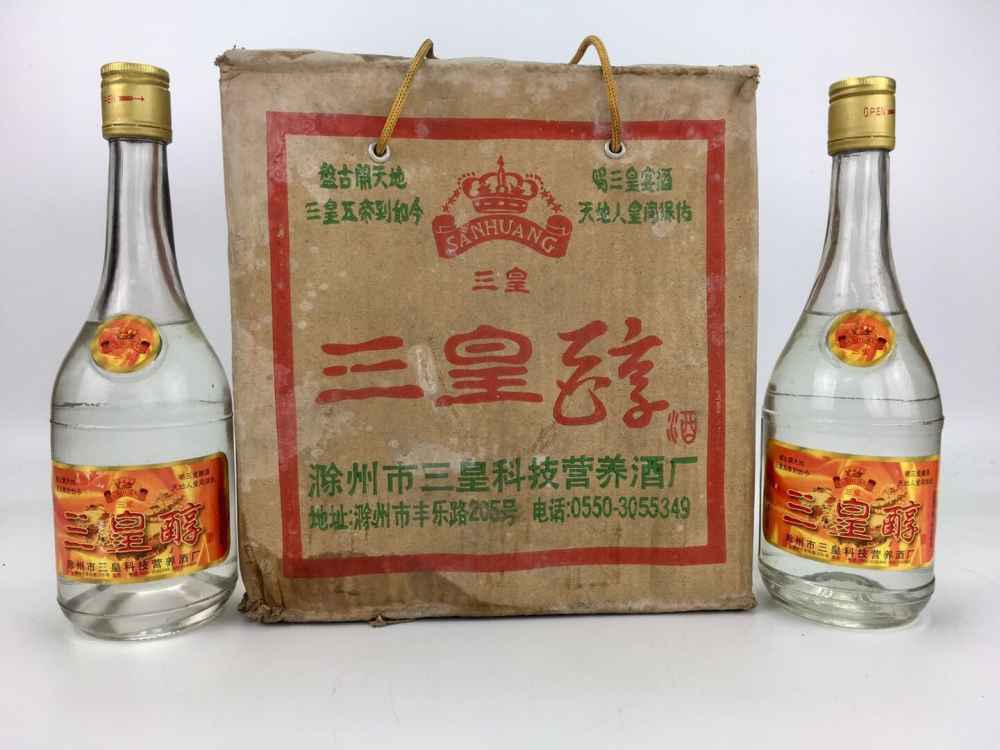 盘古開天地
三皇五帝到如今
喝三皇宴酒
天地人皇同保佑
SANHUANG
三皇
三皇醇
酒
滁州市三皇科技营养酒厂
地址:滁州市丰乐路205号 电话:0550-3055349
OPEN
三皇醇
滁州市三皇科技营养酒厂
OPEN
三皇醇
滁州市三皇科技营养酒厂